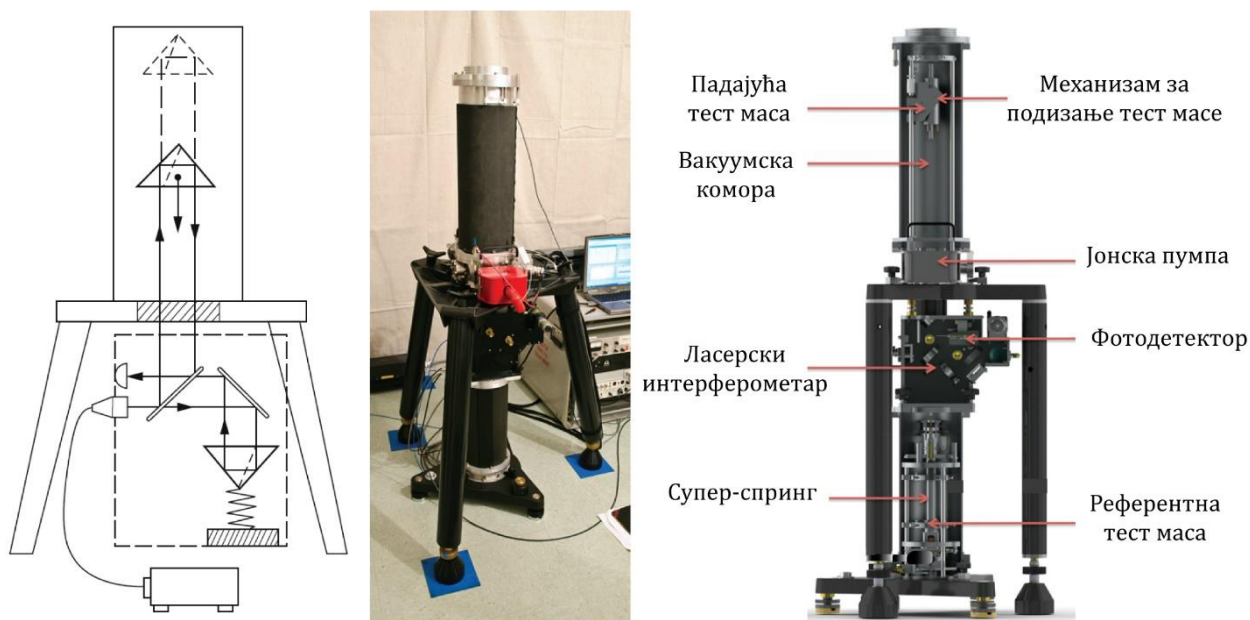 Падајућа
тест маса
Механизам за
подизање тест масе
Вакуумска
комора
Јонска пумпа
Ласерски
интерферометар
Фотодетектор
Супер-спринг
Референтна
тест маса